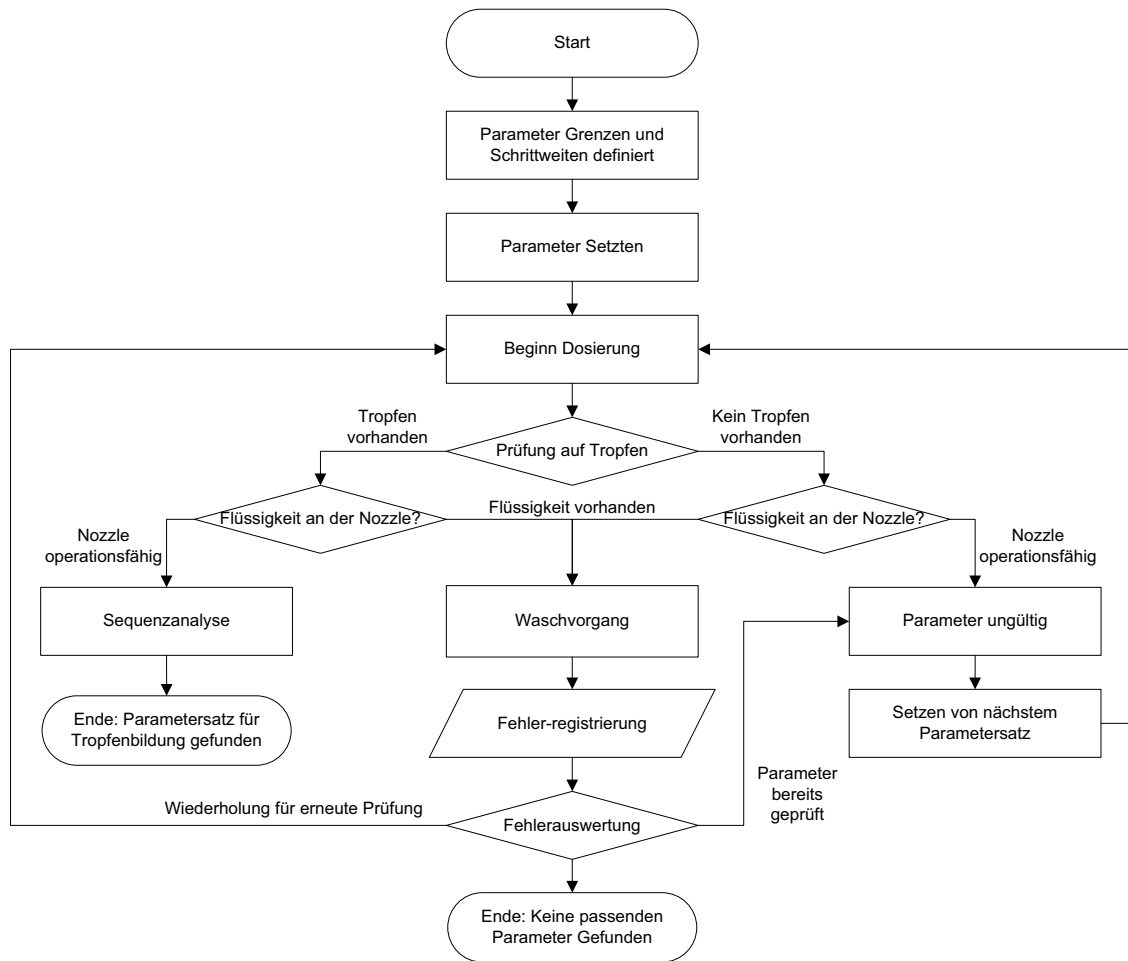 Start
Parameter Grenzen und
Schrittweiten definiert
Parameter Setzten
Beginn Dosierung
Tropfen
vorhanden
Kein Tropfen
vorhanden
Prüfung auf Tropfen
Flüssigkeit an der Nozzle?
Flüssigkeit vorhanden
Flüssigkeit an der Nozzle?
Nozzle
operationsfähig
Nozzle
operationsfähig
Sequenzanalyse
Waschvorgang
Parameter ungültig
Ende: Parametersatz für
Tropfenbildung gefunden
Fehler-registrierung
Setzen von nächstem
Parametersatz
Parameter
bereits
geprüft
Wiederholung für erneute Prüfung
Fehlerauswertung
Ende: Keine passenden
Parameter Gefunden